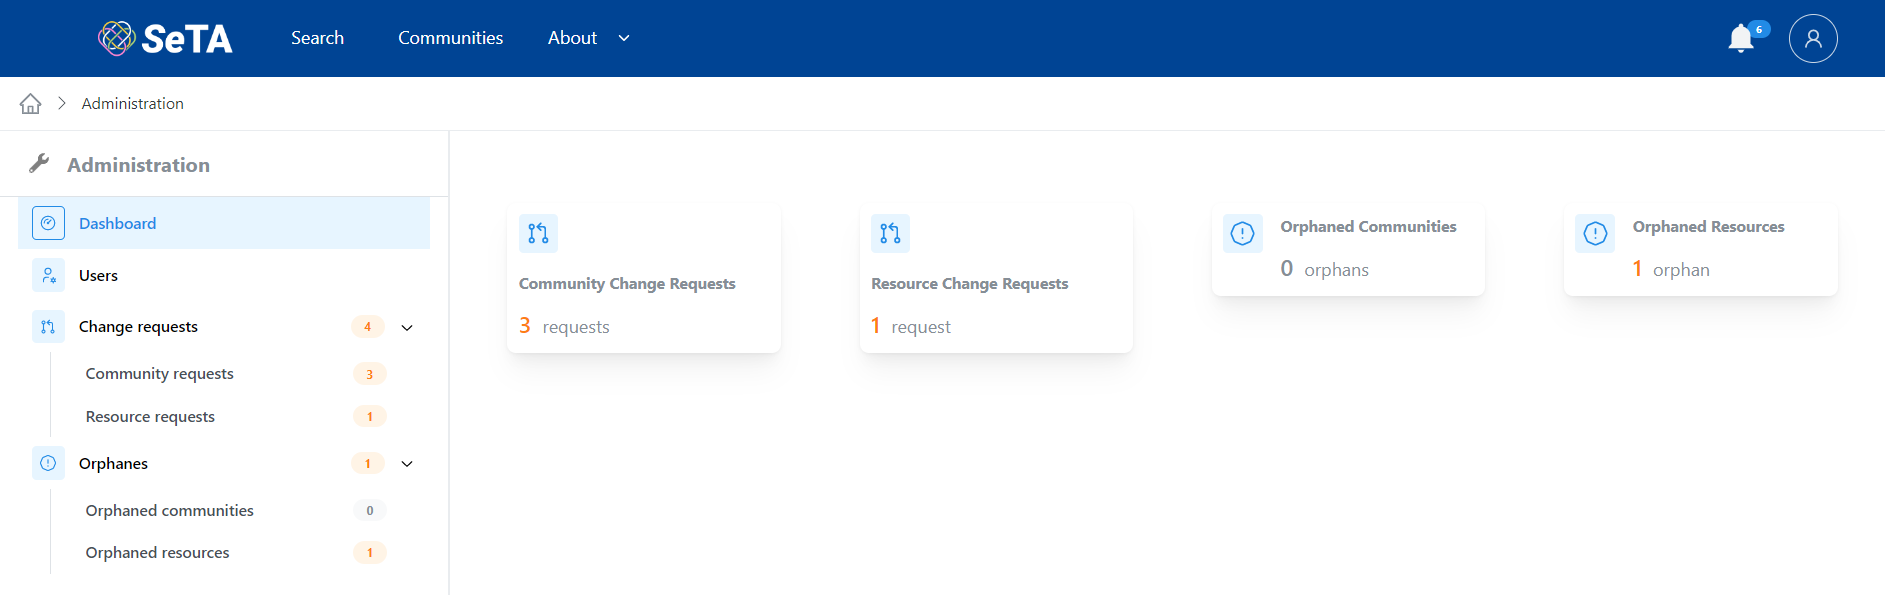 SeTA
Search
Communities
About
6
Administration
Administration
Dashboard
Users
Change requests 4
Community requests 3
Resource requests 1
Orphanes 1
Orphaned communities 0
Orphaned resources 1
Community Change Requests
3 requests
Resource Change Requests
1 request
Orphaned Communities
0 orphans
Orphaned Resources
1 orphan